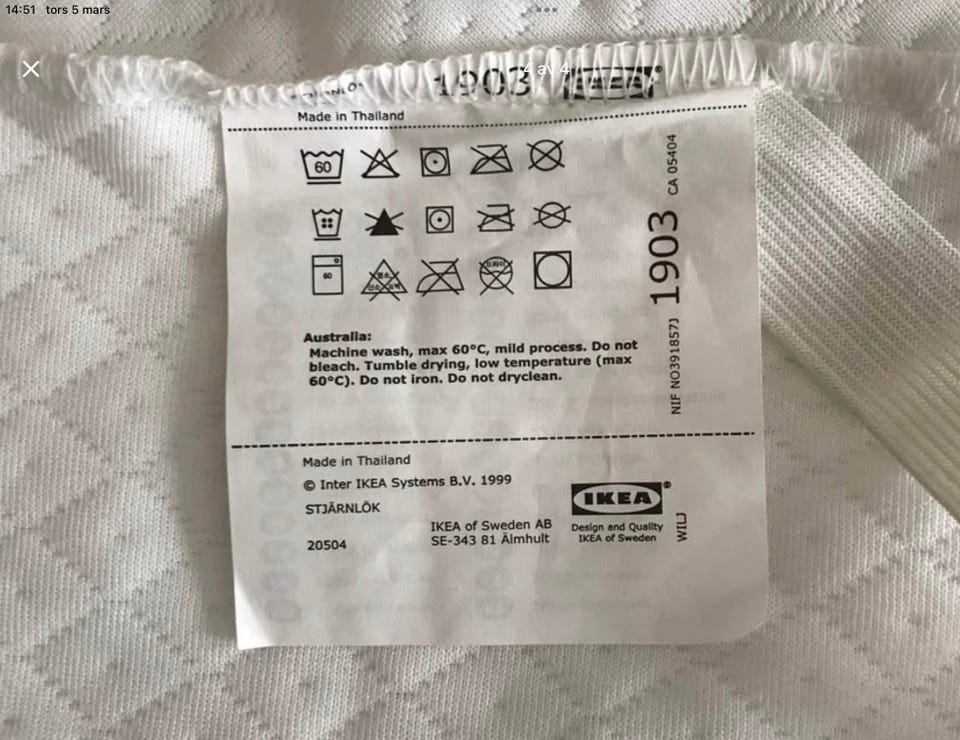 14:51 tors 5 mars
4 av 4
1903 IKEA
Made in Thailand
60
60
CA 05404
1903
NIF NO391857J
Australia:
Machine wash, max 60°C, mild process. Do not
bleach. Tumble drying, low temperature (max
60°C). Do not iron. Do not dryclean.
Made in Thailand
© Inter IKEA Systems B.V. 1999
STJÄRNLÖK
20504
IKEA of Sweden AB
SE-343 81 Älmhult
IKEA®
Design and Quality
IKEA of Sweden
WILJ